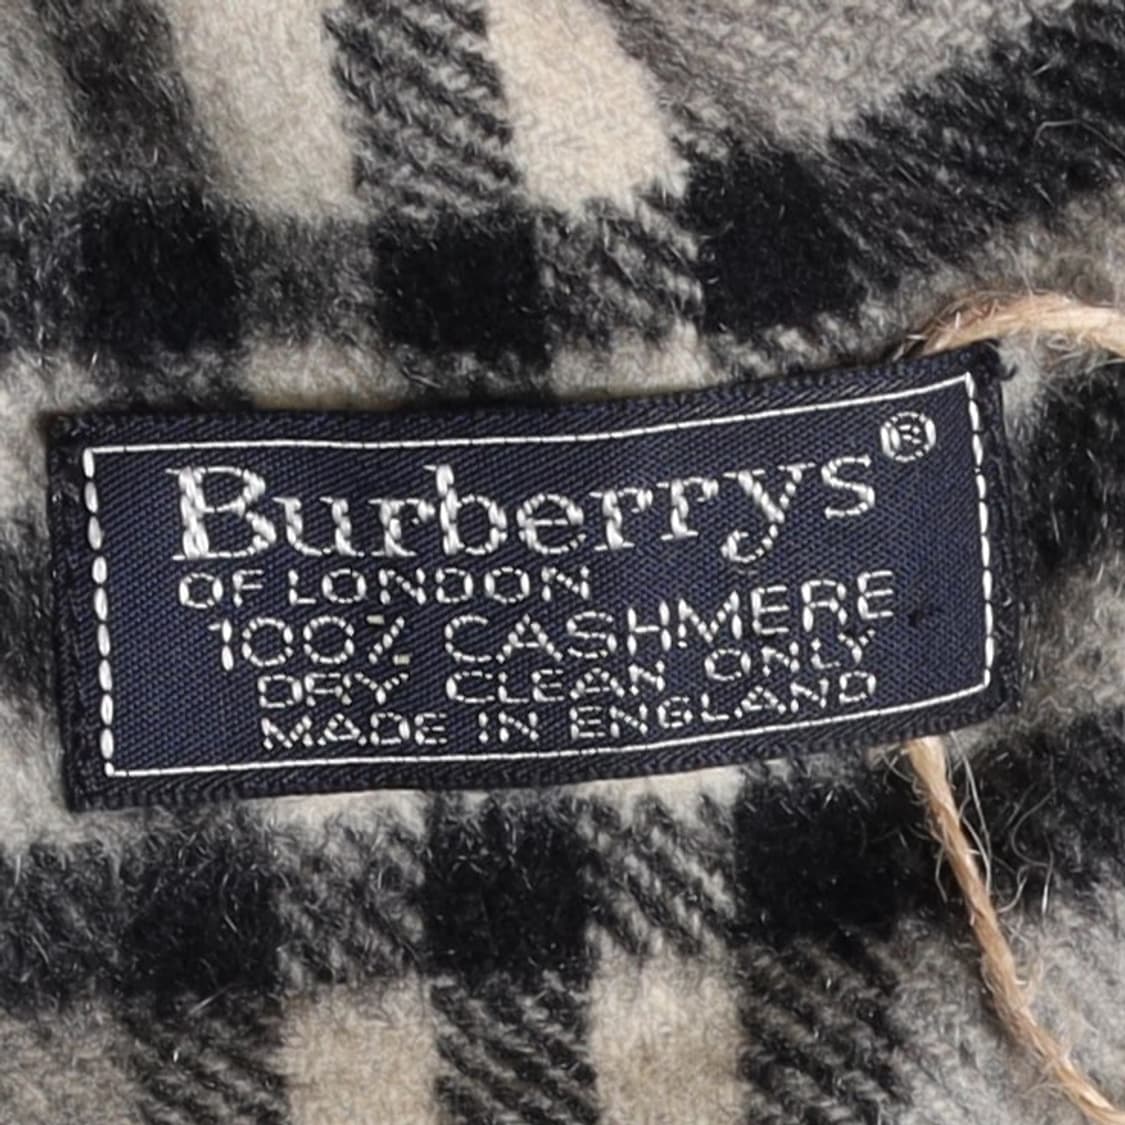 Burberrys®
OF LONDON
100% CASHMERE
DRY CLEAN ONLY
MADE IN ENGLAND